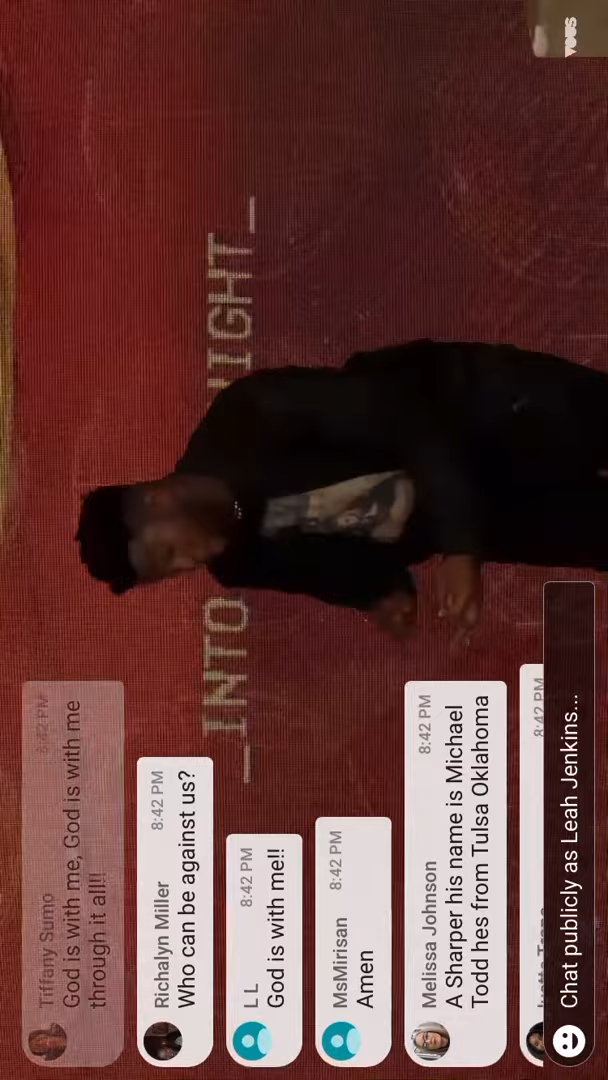 VOUS
_INTO
IGHT_
Tiffany Sumo 8:42 PM
God is with me, God is with me
through it all!!
Richalyn Miller 8:42 PM
Who can be against us?
L L 8:42 PM
God is with me!!
MsMirisan 8:42 PM
Amen
Melissa Johnson 8:42 PM
A Sharper his name is Michael
Todd hes from Tulsa Oklahoma
8:42 PM
Chat publicly as Leah Jenkins...